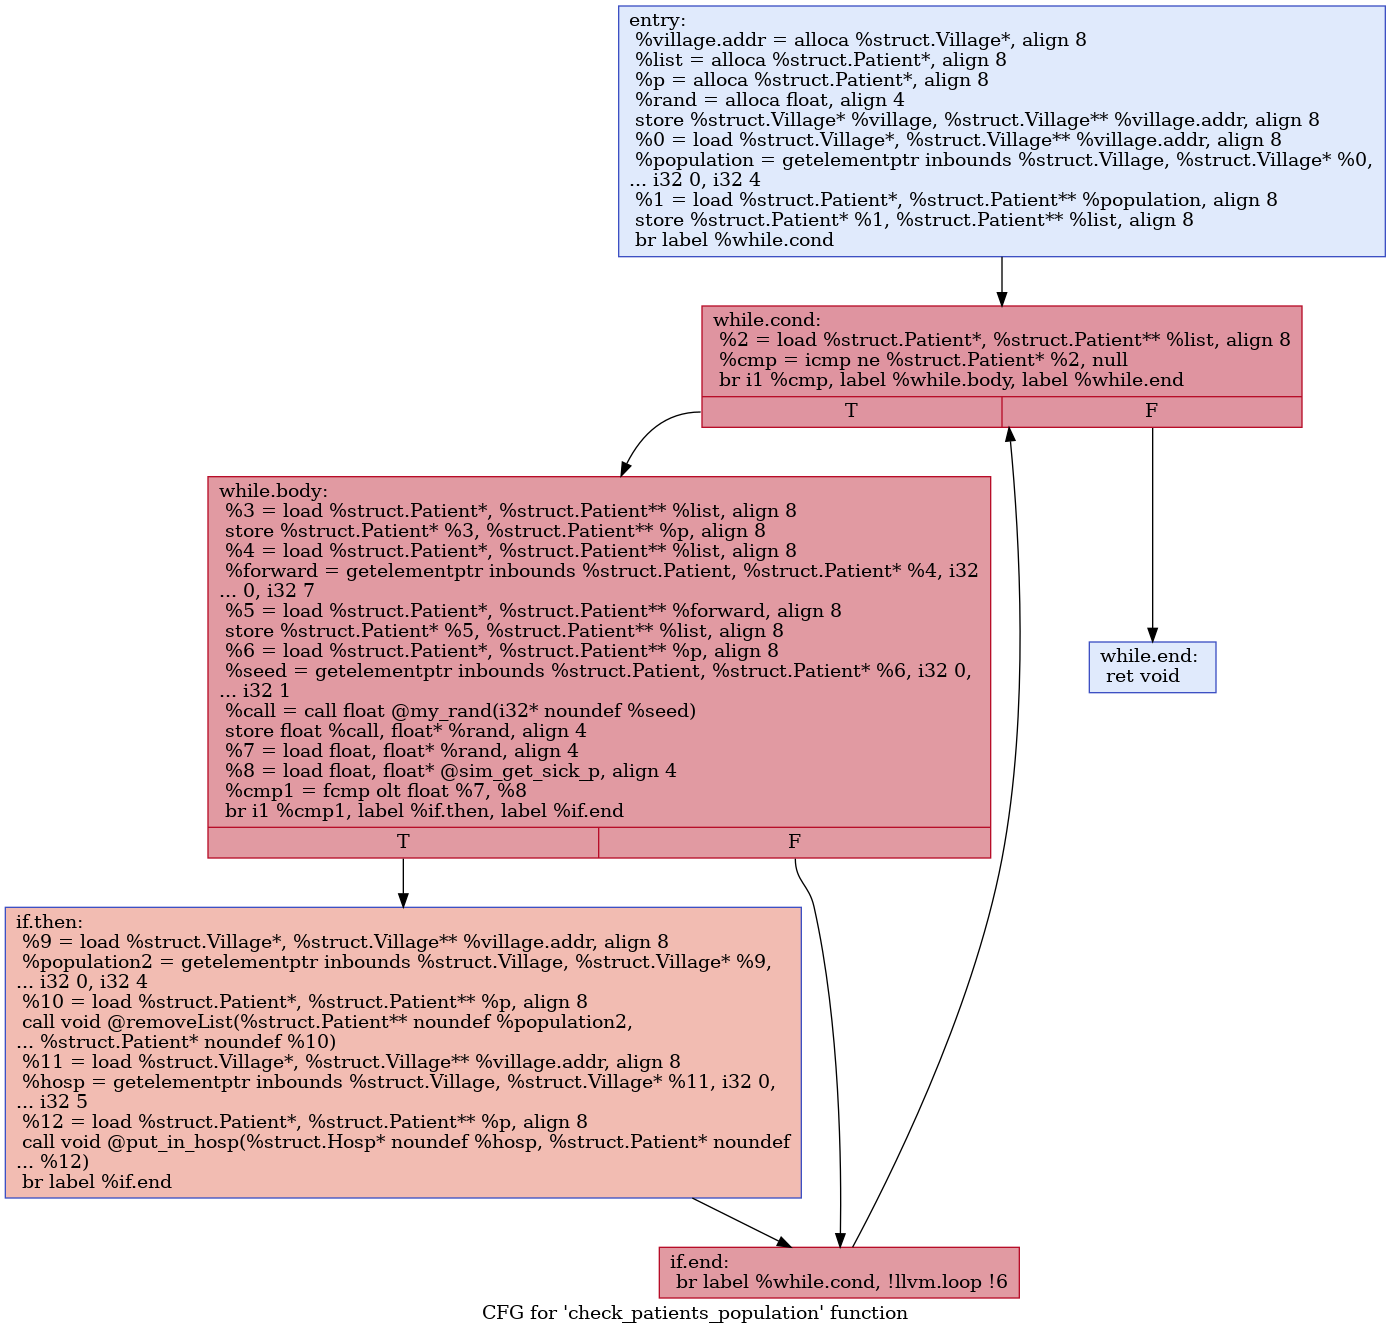 entry:
%village.addr = alloca %struct.Village*, align 8
%list = alloca %struct.Patient*, align 8
%p = alloca %struct.Patient*, align 8
%rand = alloca float, align 4
store %struct.Village* %village, %struct.Village** %village.addr, align 8
%0 = load %struct.Village*, %struct.Village** %village.addr, align 8
%population = getelementptr inbounds %struct.Village, %struct.Village* %0,
... i32 0, i32 4
%1 = load %struct.Patient*, %struct.Patient** %population, align 8
store %struct.Patient* %1, %struct.Patient** %list, align 8
br label %while.cond
while.cond:
%2 = load %struct.Patient*, %struct.Patient** %list, align 8
%cmp = icmp ne %struct.Patient* %2, null
br i1 %cmp, label %while.body, label %while.end
T F
while.body:
%3 = load %struct.Patient*, %struct.Patient** %list, align 8
store %struct.Patient* %3, %struct.Patient** %p, align 8
%4 = load %struct.Patient*, %struct.Patient** %list, align 8
%forward = getelementptr inbounds %struct.Patient, %struct.Patient* %4, i32
... 0, i32 7
%5 = load %struct.Patient*, %struct.Patient** %forward, align 8
store %struct.Patient* %5, %struct.Patient** %list, align 8
%6 = load %struct.Patient*, %struct.Patient** %p, align 8
%seed = getelementptr inbounds %struct.Patient, %struct.Patient* %6, i32 0,
... i32 1
%call = call float @my_rand(i32* noundef %seed)
store float %call, float* %rand, align 4
%7 = load float, float* %rand, align 4
%8 = load float, float* @sim_get_sick_p, align 4
%cmp1 = fcmp olt float %7, %8
br i1 %cmp1, label %if.then, label %if.end
T F
while.end:
ret void
if.then:
%9 = load %struct.Village*, %struct.Village** %village.addr, align 8
%population2 = getelementptr inbounds %struct.Village, %struct.Village* %9,
... i32 0, i32 4
%10 = load %struct.Patient*, %struct.Patient** %p, align 8
call void @removeList(%struct.Patient** noundef %population2,
... %struct.Patient* noundef %10)
%11 = load %struct.Village*, %struct.Village** %village.addr, align 8
%hosp = getelementptr inbounds %struct.Village, %struct.Village* %11, i32 0,
... i32 5
%12 = load %struct.Patient*, %struct.Patient** %p, align 8
call void @put_in_hosp(%struct.Hosp* noundef %hosp, %struct.Patient* noundef
... %12)
br label %if.end
if.end:
br label %while.cond, !llvm.loop !6
CFG for 'check_patients_population' function